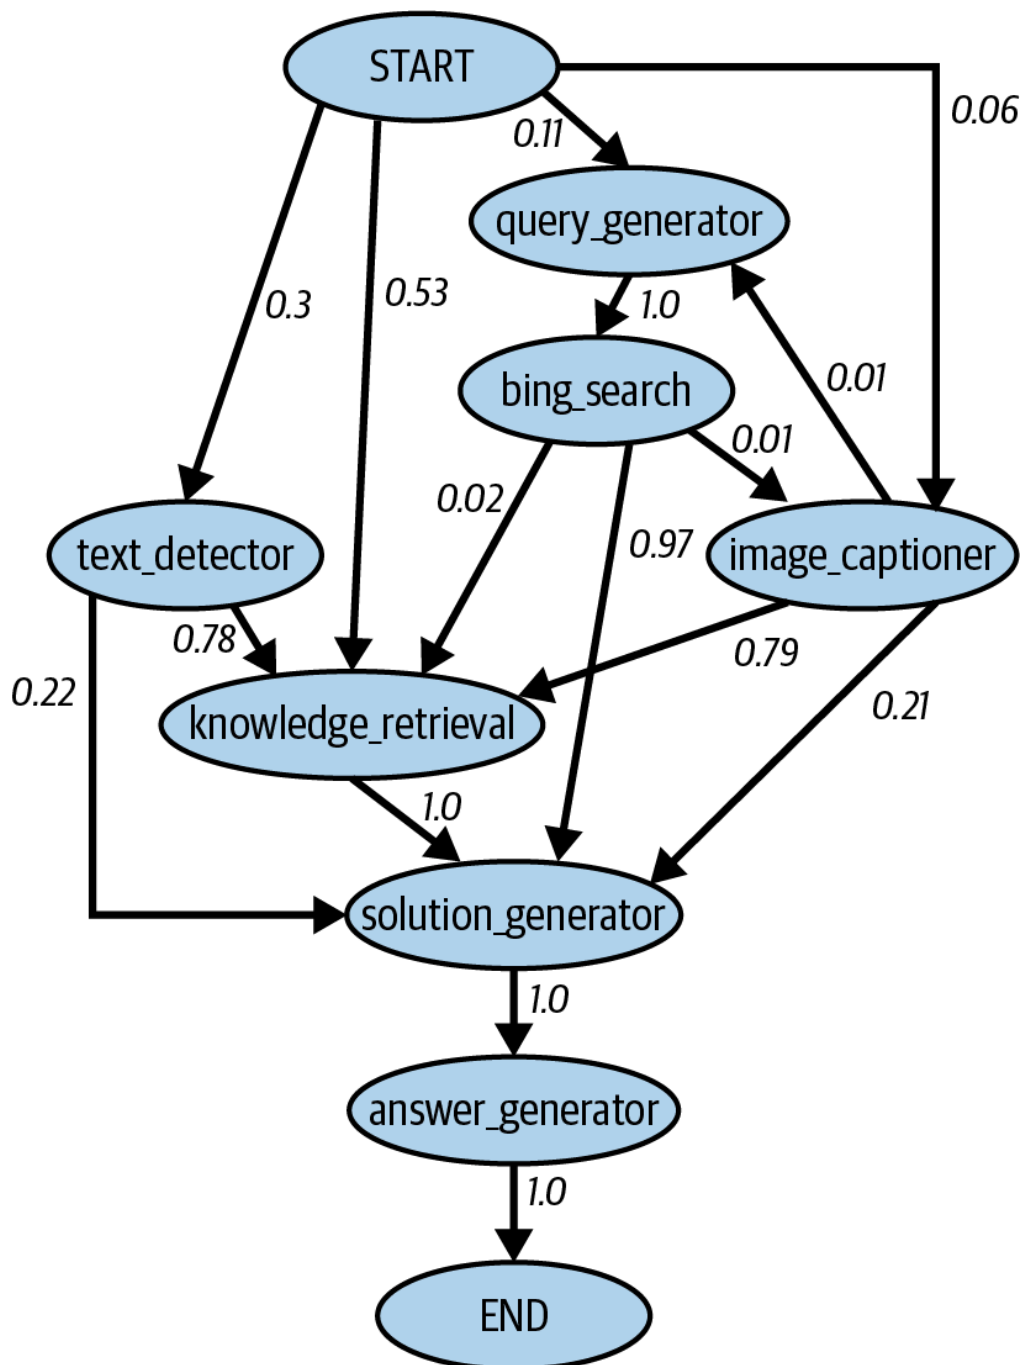 START
0.06
0.11
query_generator
0.3
0.53
1.0
0.01
bing_search
0.01
0.02
0.97
text_detector
image_captioner
0.78
0.79
0.22
0.21
knowledge_retrieval
1.0
solution_generator
1.0
answer_generator
1.0
END